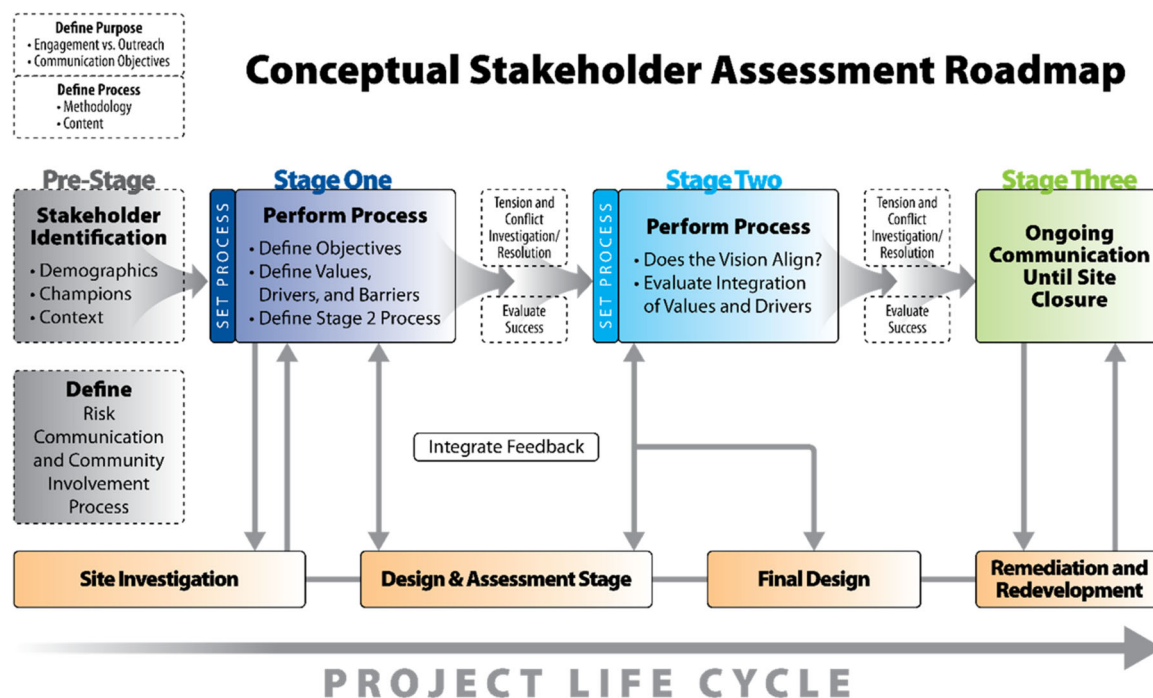 Define Purpose
• Engagement vs. Outreach
• Communication Objectives
Define Process
• Methodology
• Content
Conceptual Stakeholder Assessment Roadmap
Pre-Stage
Stakeholder
Identification
• Demographics
• Champions
• Context
Stage One
SET PROCESS
Perform Process
• Define Objectives
• Define Values,
Drivers, and Barriers
• Define Stage 2 Process
Tension and
Conflict
Investigation/
Resolution
Evaluate
Success
Stage Two
SET PROCESS
Perform Process
• Does the Vision Align?
• Evaluate Integration
of Values and Drivers
Tension and
Conflict
Investigation/
Resolution
Evaluate
Success
Stage Three
Ongoing
Communication
Until Site
Closure
Define
Risk
Communication
and Community
Involvement
Process
Integrate Feedback
Site Investigation
Design & Assessment Stage
Final Design
Remediation and
Redevelopment
PROJECT LIFE CYCLE